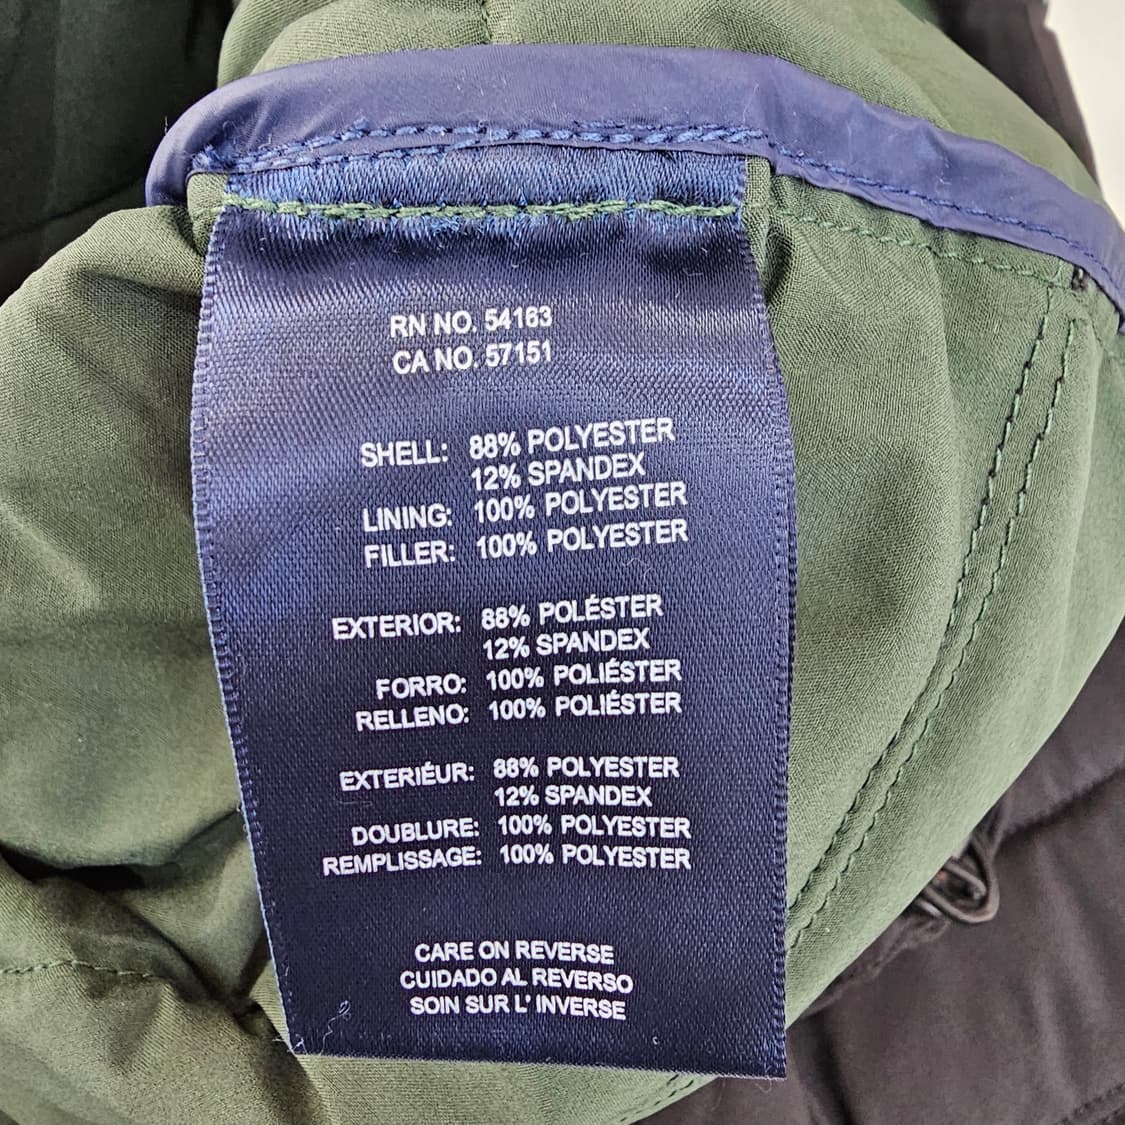 RN NO. 54163
CA NO. 57151
SHELL: 88% POLYESTER
12% SPANDEX
LINING: 100% POLYESTER
FILLER: 100% POLYESTER
EXTERIOR: 88% POLÉSTER
12% SPANDEX
FORRO: 100% POLIÉSTER
RELLENO: 100% POLIÉSTER
EXTERIÉUR: 88% POLYESTER
12% SPANDEX
DOUBLURE: 100% POLYESTER
REMPLISSAGE: 100% POLYESTER
CARE ON REVERSE
CUIDADO AL REVERSO
SOIN SUR L' INVERSE